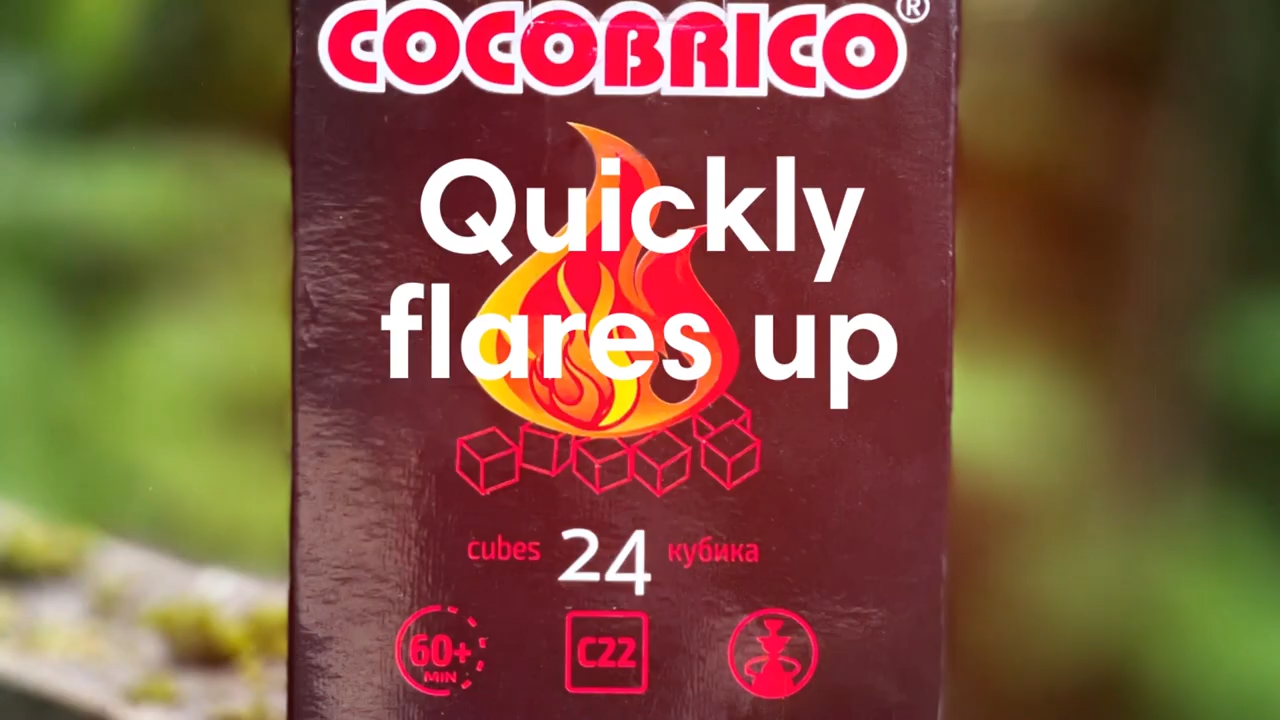 COCOBRICO®
Quickly
flares up
cubes 24 кубика
60+ C22
MIN